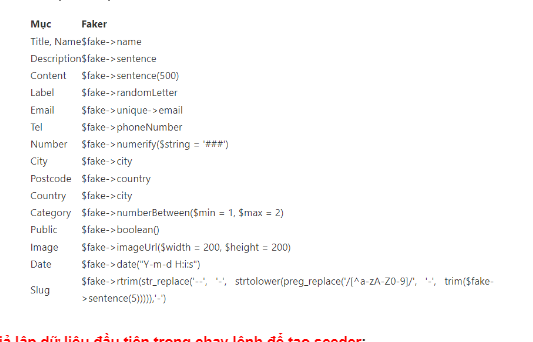 Mục Faker
Title, Name$fake->name
Description$fake->sentence
Content $fake->sentence(500)
Label $fake->randomLetter
Email $fake->unique->email
Tel $fake->phoneNumber
Number $fake->numerify($string = '###')
City $fake->city
Postcode $fake->country
Country $fake->city
Category $fake->numberBetween($min = 1, $max = 2)
Public $fake->boolean()
Image $fake->imageUrl($width = 200, $height = 200)
Date $fake->date("Y-m-d H:i:s")
Slug $fake->rtrim(str_replace('--', '-', strtolower(preg_replace('/[^a-zA-Z0-9]/', '-', trim($fake-
>sentence(5))))),'-')
lập dữ liệu đầu tiên trong chạy lệnh để tạo seeder: